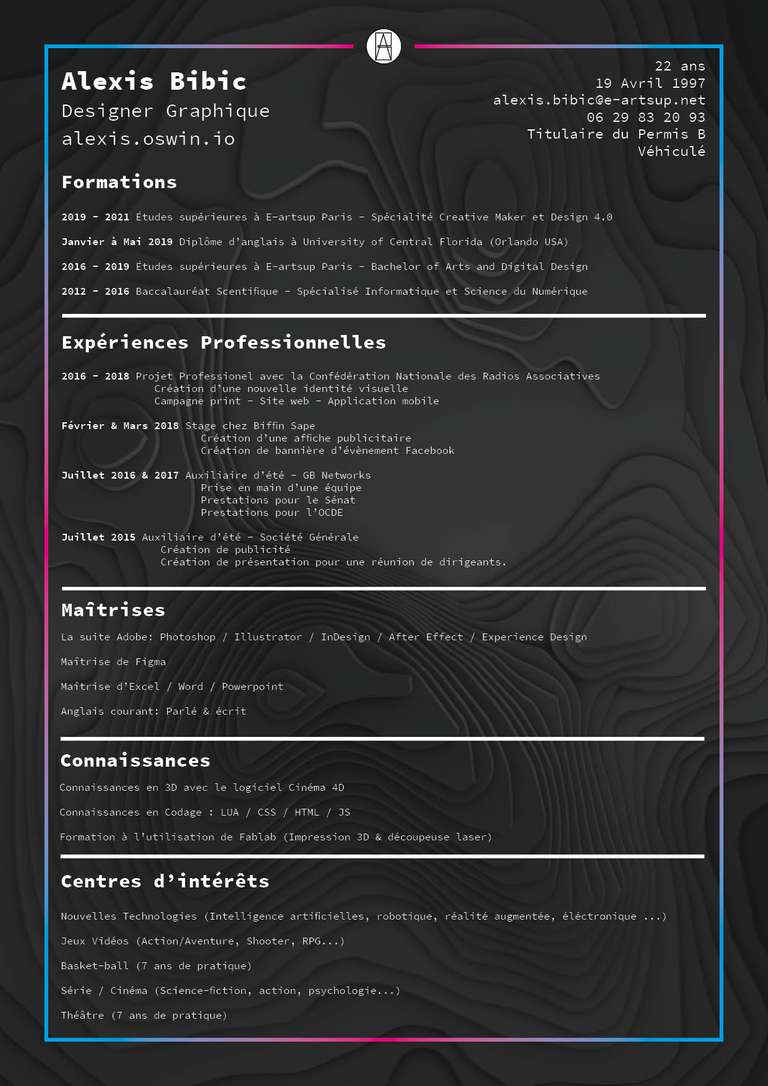 Alexis Bibic
Designer Graphique
alexis.oswin.io
22 ans
19 Avril 1997
alexis.bibic@e-artsup.net
06 29 83 20 93
Titulaire du Permis B
Véhiculé
Formations
2019 - 2021 Études supérieures à E-artsup Paris - Spécialité Creative Maker et Design 4.0
Janvier à Mai 2019 Diplôme d'anglais à University of Central Florida (Orlando USA)
2016 - 2019 Études supérieures à E-artsup Paris - Bachelor of Arts and Digital Design
2012 - 2016 Baccalauréat Scentifique - Spécialisé Informatique et Science du Numérique
Expériences Professionnelles
2016 - 2018 Projet Professionel avec la Confédération Nationale des Radios Associatives
Création d'une nouvelle identité visuelle
Campagne print - Site web - Application mobile
Février & Mars 2018 Stage chez Biffin Sape
Création d'une affiche publicitaire
Création de bannière d'évènement Facebook
Juillet 2016 & 2017 Auxiliaire d'été - GB Networks
Prise en main d'une équipe
Prestations pour le Sénat
Prestations pour l'OCDE
Juillet 2015 Auxiliaire d'été - Société Générale
Création de publicité
Création de présentation pour une réunion de dirigeants.
Maîtrises
La suite Adobe: Photoshop / Illustrator / InDesign / After Effect / Experience Design
Maîtrise de Figma
Maîtrise d'Excel / Word / Powerpoint
Anglais courant: Parlé & écrit
Connaissances
Connaissances en 3D avec le logiciel Cinéma 4D
Connaissances en Codage : LUA / CSS / HTML / JS
Formation à l'utilisation de Fablab (Impression 3D & découpeuse laser)
Centres d'intérêts
Nouvelles Technologies (Intelligence artificielles, robotique, réalité augmentée, éléctronique ...)
Jeux Vidéos (Action/Aventure, Shooter, RPG...)
Basket-ball (7 ans de pratique)
Série / Cinéma (Science-fiction, action, psychologie...)
Théâtre (7 ans de pratique)